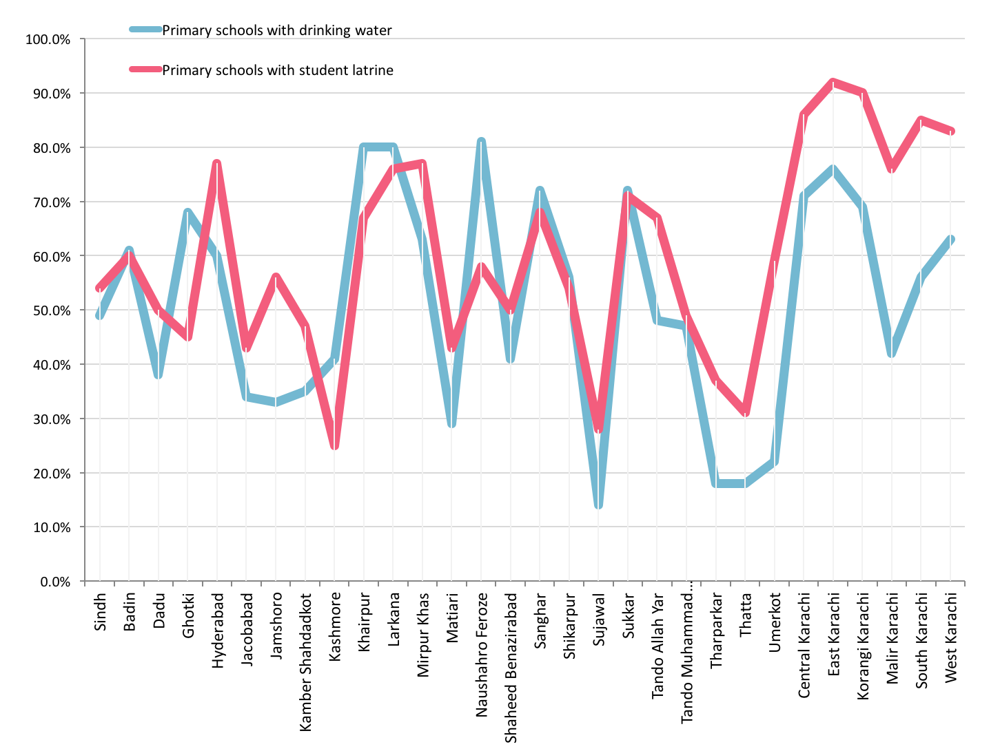 Primary schools with drinking water
Primary schools with student latrine
100.0%
90.0%
80.0%
70.0%
60.0%
50.0%
40.0%
30.0%
20.0%
10.0%
0.0%
Sindh
Badin
Dadu
Ghotki
Hyderabad
Jacobabad
Jamshoro
Kamber Shahdadkot
Kashmore
Khairpur
Larkana
Mirpur Khas
Matiari
Naushahro Feroze
Shaheed Benazirabad
Sanghar
Shikarpur
Sujawal
Sukkar
Tando Allah Yar
Tando Muhammad...
Tharparkar
Thatta
Umerkot
Central Karachi
East Karachi
Korangi Karachi
Malir Karachi
South Karachi
West Karachi